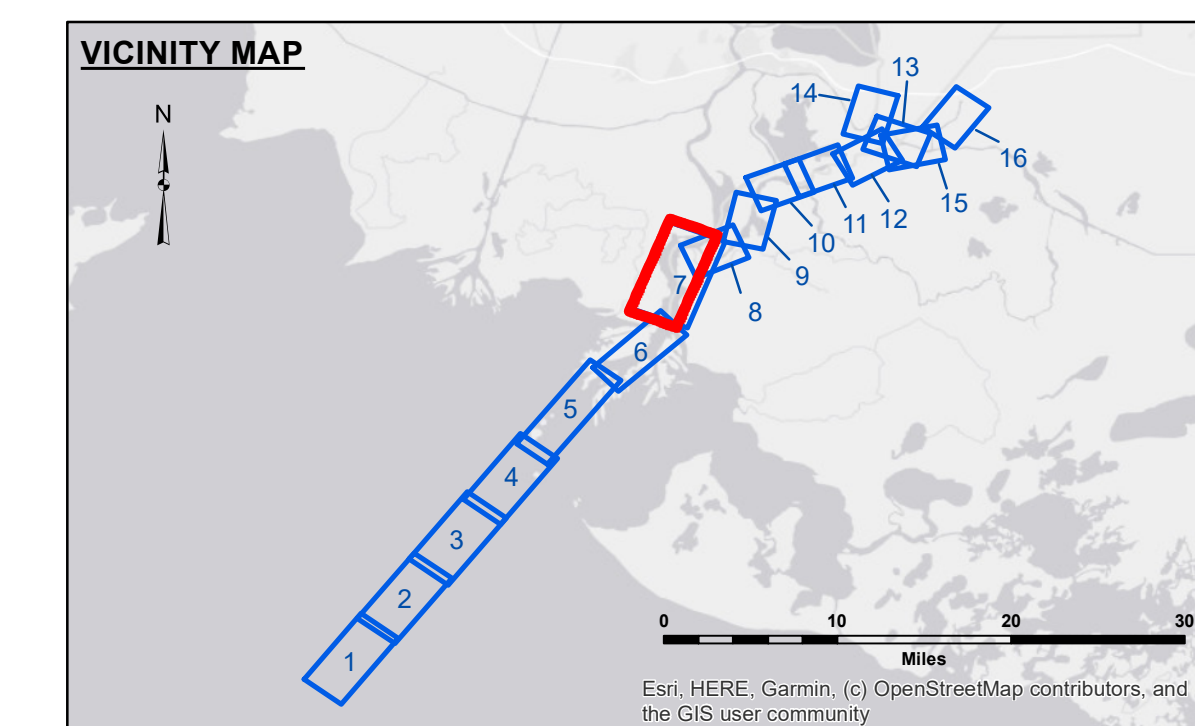 VICINITY MAP
N
13
14
16
15
12
11
10
9
8
7
6
5
4
3
2
1
0 10 20 30
Miles
Esri, HERE, Garmin, (c) OpenStreetMap contributors, and
the GIS user community